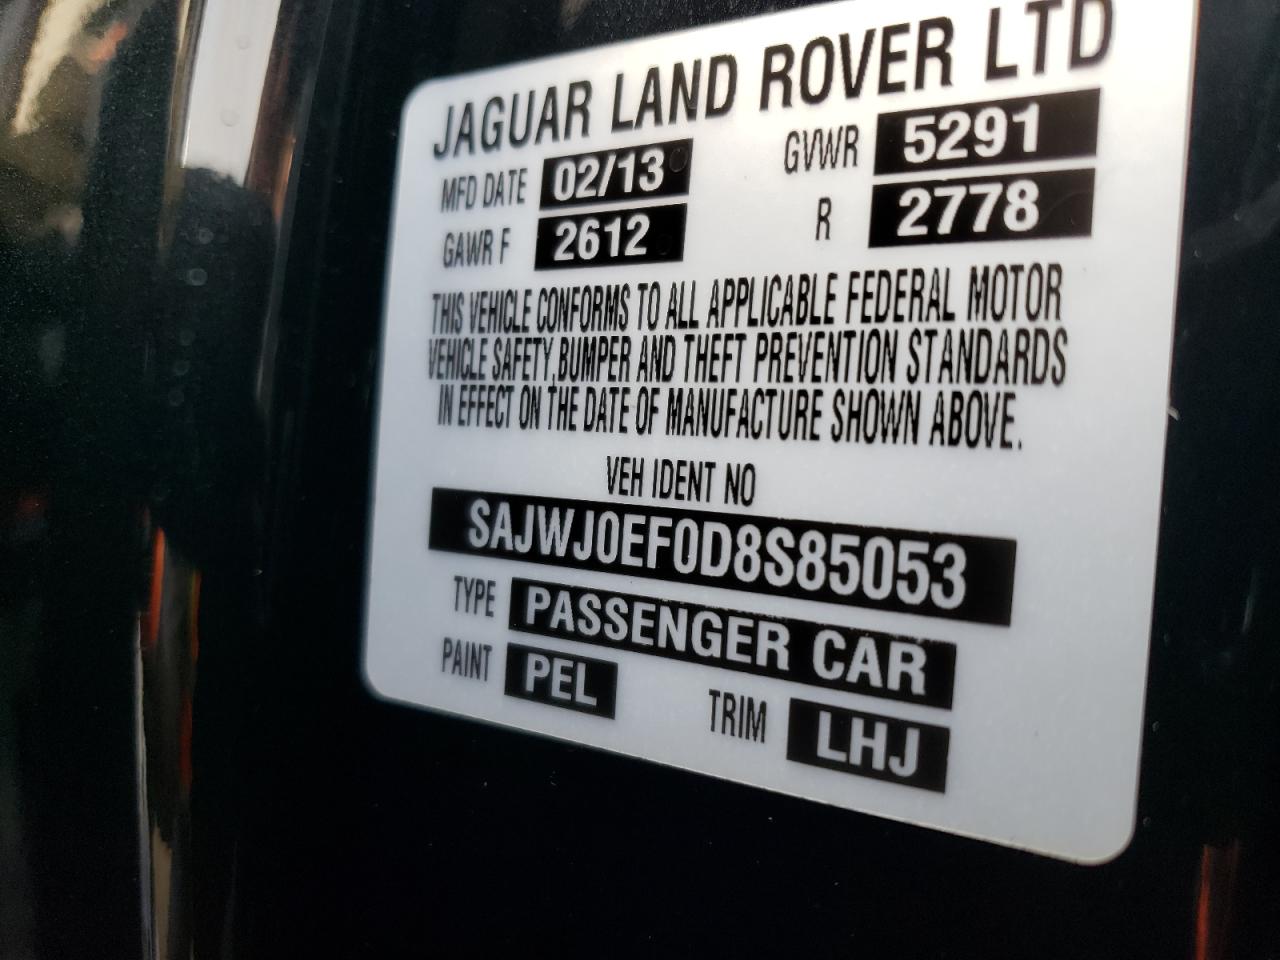 JAGUAR LAND ROVER LTD
MFD DATE 02/13 GVWR 5291
GAWR F 2612 R 2778
THIS VEHICLE CONFORMS TO ALL APPLICABLE FEDERAL MOTOR
VEHICLE SAFETY,BUMPER AND THEFT PREVENTION STANDARDS
IN EFFECT ON THE DATE OF MANUFACTURE SHOWN ABOVE.
VEH IDENT NO
SAJWJ0EF0D8S85053
TYPE PASSENGER CAR
PAINT PEL TRIM LHJ